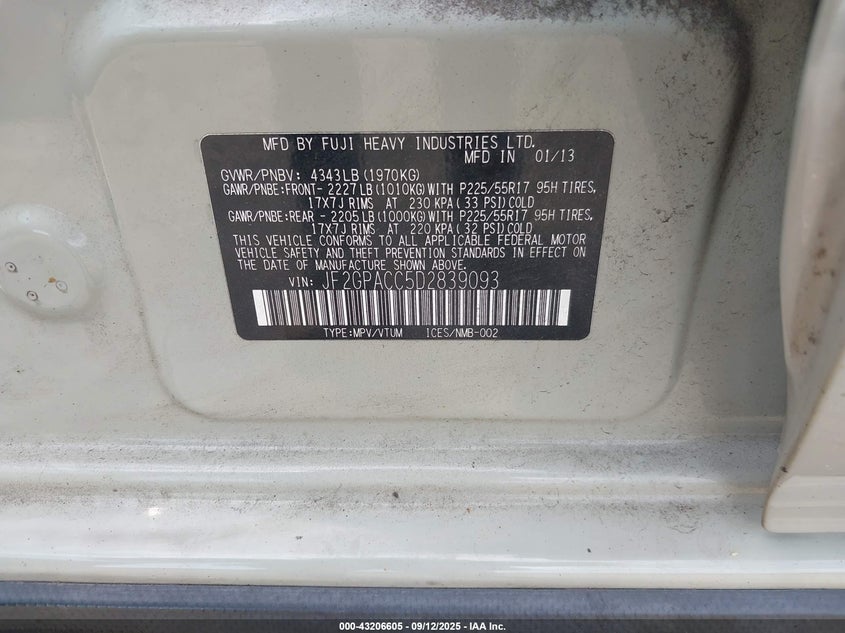 MFD BY FUJI HEAVY INDUSTRIES LTD.
MFD IN 01/13
GVWR/PNBV: 4343LB(1970KG)
GAWR/PNBE:FRONT- 2227LB(1010KG)WITH P225/55R17 95H TIRES,
17X7J RIMS AT 230 KPA( 33 PSI)COLD
GAWR/PNBE:REAR - 2205LB(1000KG)WITH P225/55R17 95H TIRES,
17X7J RIMS AT 220 KPA( 32 PSI)COLD
THIS VEHICLE CONFORMS TO ALL APPLICABLE FEDERAL MOTOR
VEHICLE SAFETY AND THEFT PREVENTION STANDARDS IN EFFECT ON
THE DATE OF MANUFACTURE SHOWN ABOVE.
VIN: JF2GPACC5D2839093
TYPE:MPV/VTUM ICES/NMB-002
000-43206605 - 09/12/2025 - IAA Inc.